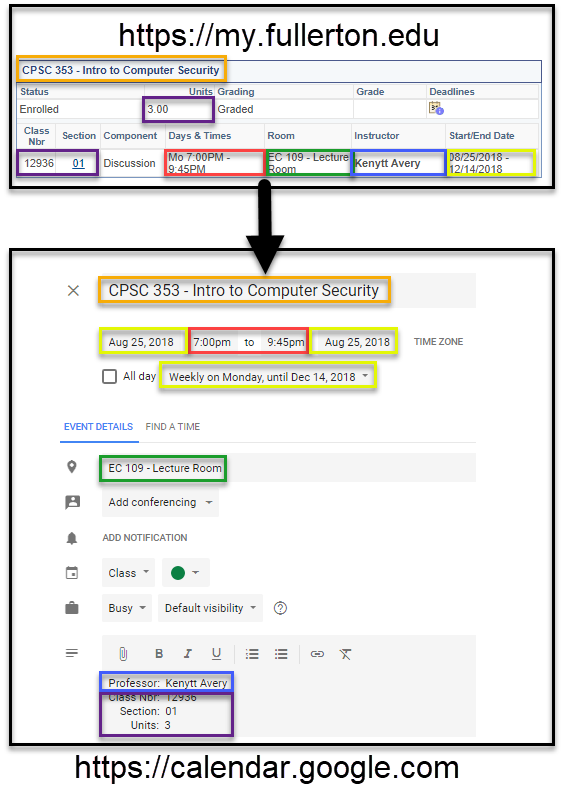 https://my.fullerton.edu
CPSC 353 - Intro to Computer Security
Status Units Grading Grade Deadlines
Enrolled 3.00 Graded
Class Nbr Section Component Days & Times Room Instructor Start/End Date
12936 01 Discussion Mo 7:00PM - 9:45PM EC 109 - Lecture Room Kenytt Avery 08/25/2018 - 12/14/2018
CPSC 353 - Intro to Computer Security
Aug 25, 2018 7:00pm to 9:45pm Aug 25, 2018 TIME ZONE
All day Weekly on Monday, until Dec 14, 2018
EVENT DETAILS FIND A TIME
EC 109 - Lecture Room
Add conferencing
ADD NOTIFICATION
Class
Busy Default visibility
B I U
Professor: Kenytt Avery
Class Nbr: 12936
Section: 01
Units: 3
https://calendar.google.com